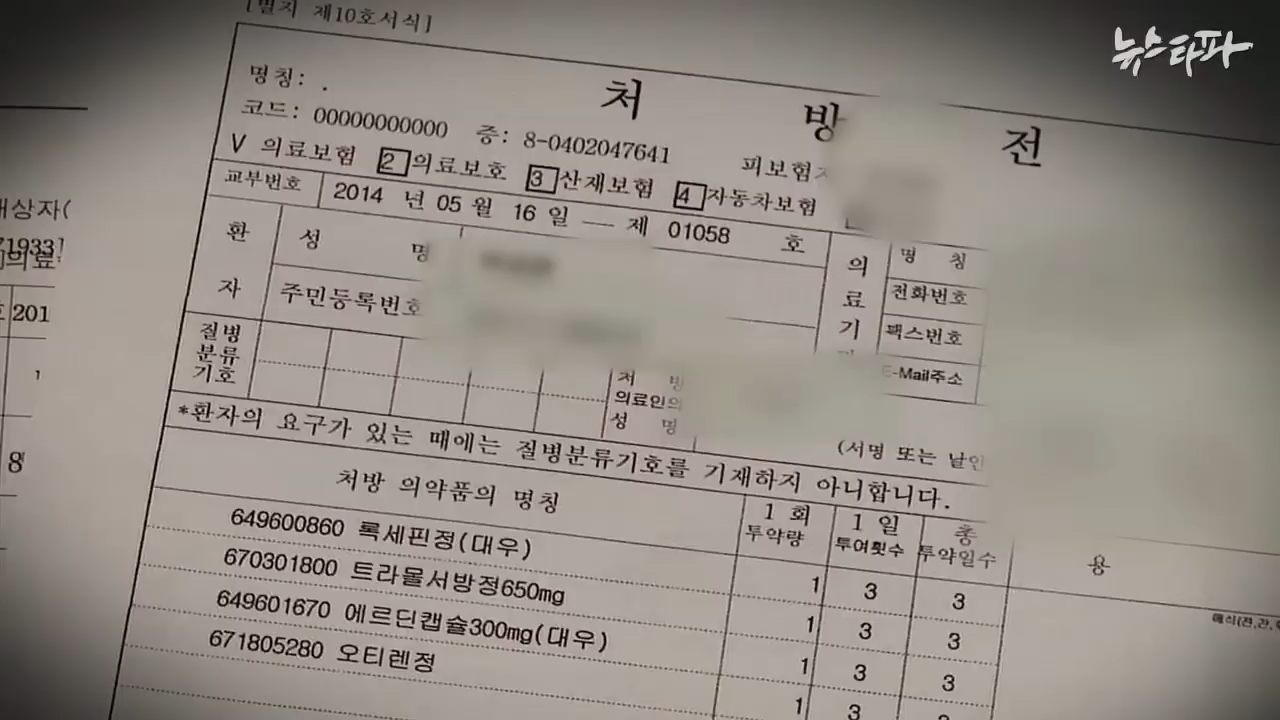 뉴스타파
[별지 제10호서식]
처 방 전
명칭: .
코드: 00000000000 증: 8-0402047641 피보험자
V 의료보험 2 의료보호 3 산재보험 4 자동차보험
교부번호 2014 년 05 월 16 일 — 제 01058 호
환 자
성 명
주민등록번호
의 료 기
명 칭
전화번호
팩스번호
E-Mail주소
질병
분류
기호
처 방
의료인의
성 명
(서명 또는 날인
*환자의 요구가 있는 때에는 질병분류기호를 기재하지 아니합니다.
처방 의약품의 명칭
1 회
투약량
1 일
투여횟수
총
투약일수
용
649600860 록세핀정(대우) 1 3 3
670301800 트라몰서방정650mg 1 3 3
649601670 에르딘캡슐300mg(대우) 1 3 3
671805280 오티렌정 1 3
대상자(
71933]
의료
201
1
8